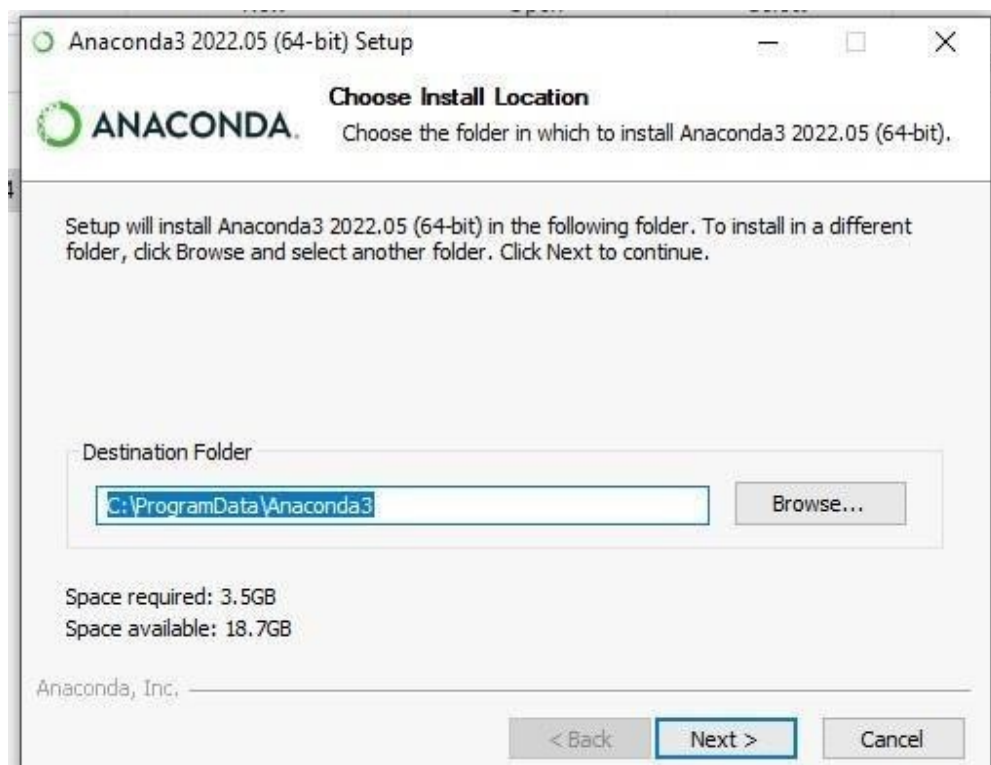 Anaconda3 2022.05 (64-bit) Setup
ANACONDA.
Choose Install Location
Choose the folder in which to install Anaconda3 2022.05 (64-bit).
Setup will install Anaconda3 2022.05 (64-bit) in the following folder. To install in a different
folder, click Browse and select another folder. Click Next to continue.
Destination Folder
C:\ProgramData\Anaconda3
Browse...
Space required: 3.5GB
Space available: 18.7GB
Anaconda, Inc.
< Back
Next >
Cancel